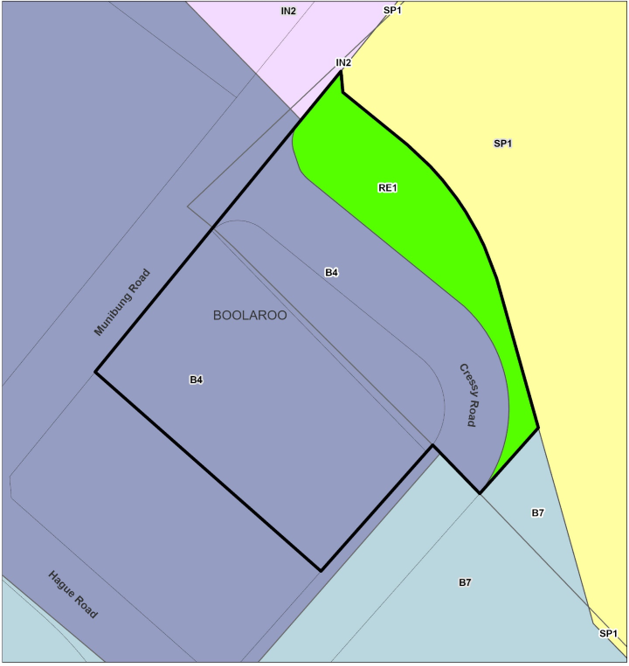 IN2
SP1
IN2
SP1
RE1
B4
Munibung Road
BOOLAROO
B4
Cressy Road
B7
B7
Hague Road
SP1